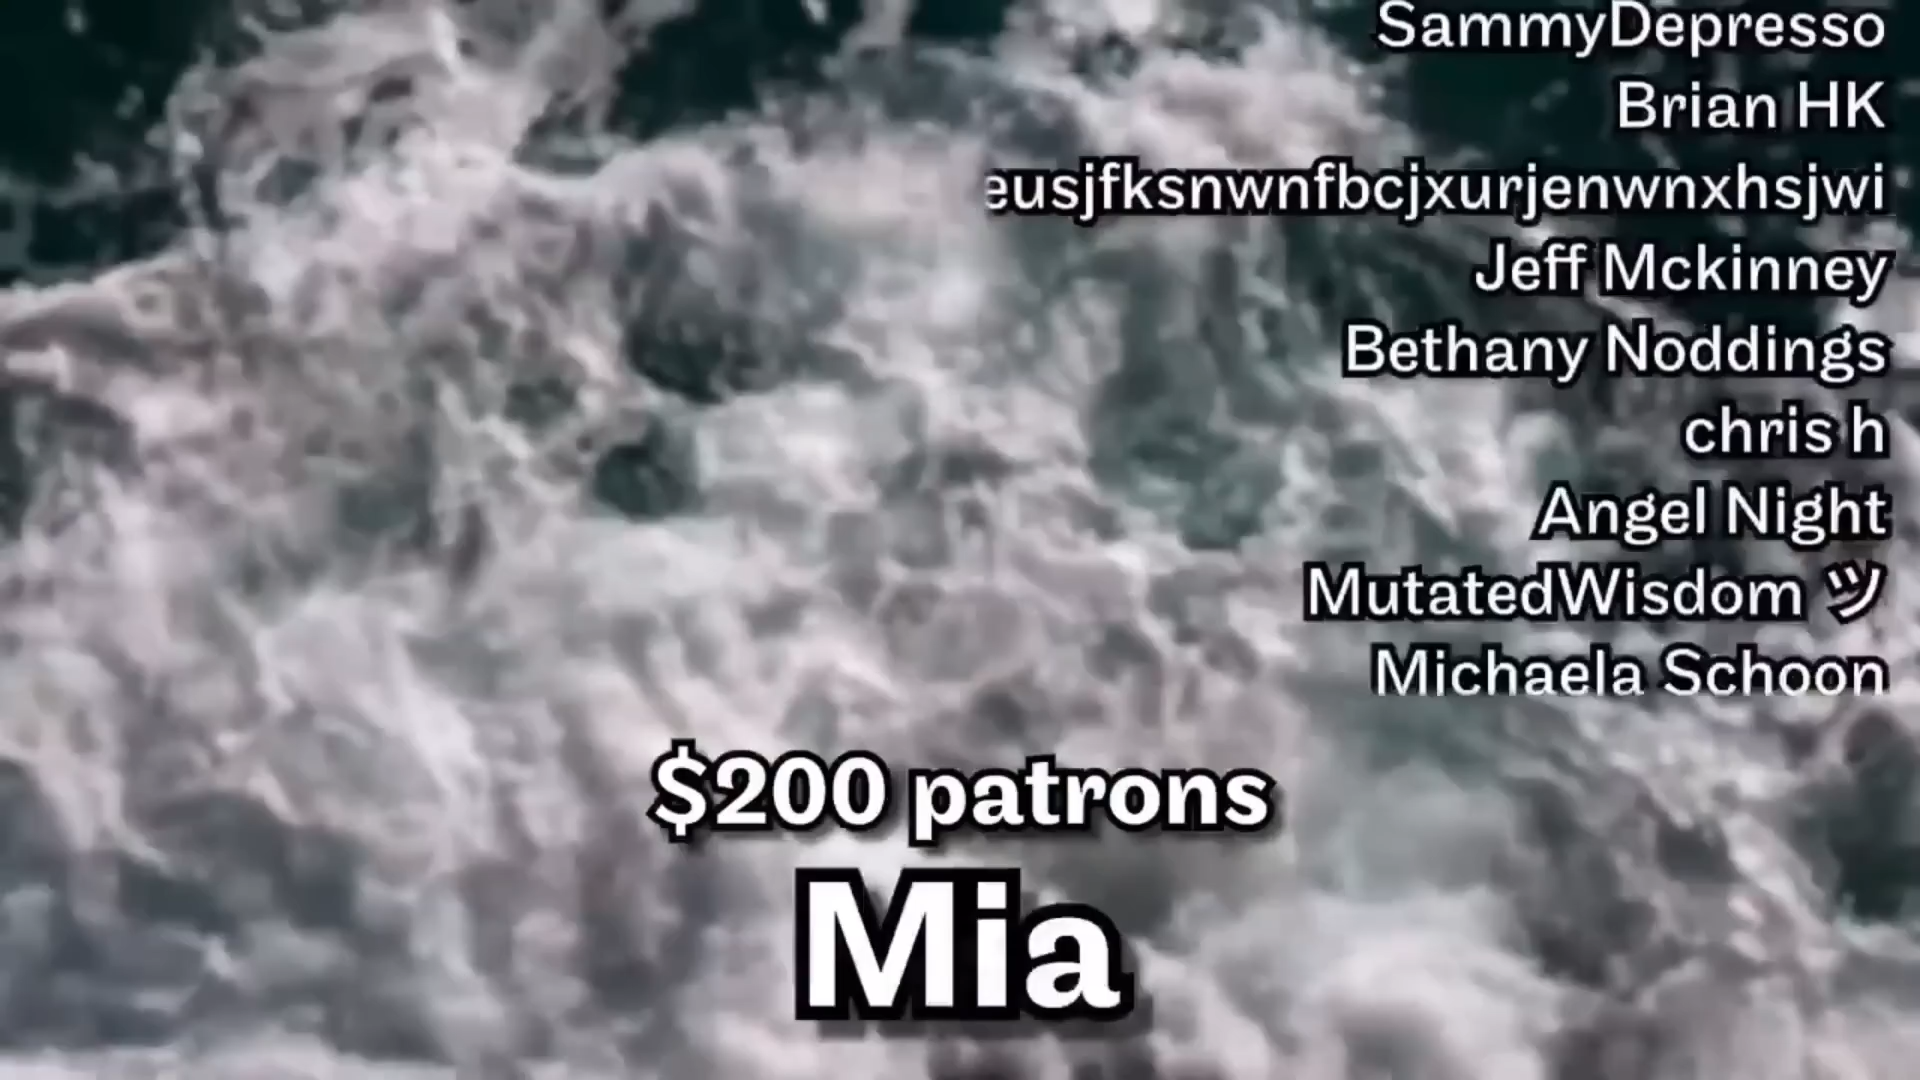 SammyDepresso
Brian HK
eusjfksnwnfbcjxurjenwnxhsjwi
Jeff Mckinney
Bethany Noddings
chris h
Angel Night
MutatedWisdom ツ
Michaela Schoon
$200 patrons
Mia